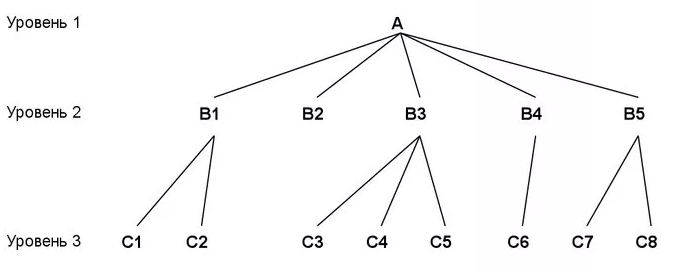 Уровень 1 A
Уровень 2 B1 B2 B3 B4 B5
Уровень 3 C1 C2 C3 C4 C5 C6 C7 C8